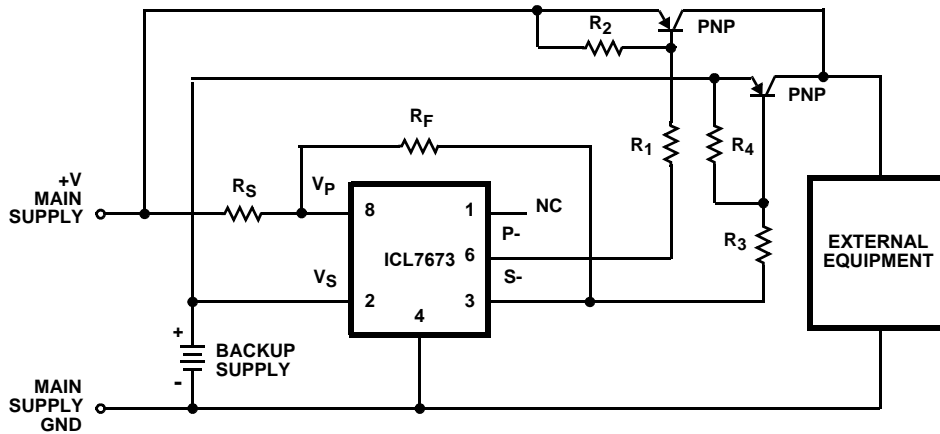 R2
PNP
PNP
RF
R1
R4
+V
MAIN
SUPPLY
RS
VP
8
1
NC
P-
ICL7673
6
S-
R3
EXTERNAL
EQUIPMENT
VS
2
3
4
+
BACKUP
SUPPLY
-
MAIN
SUPPLY
GND